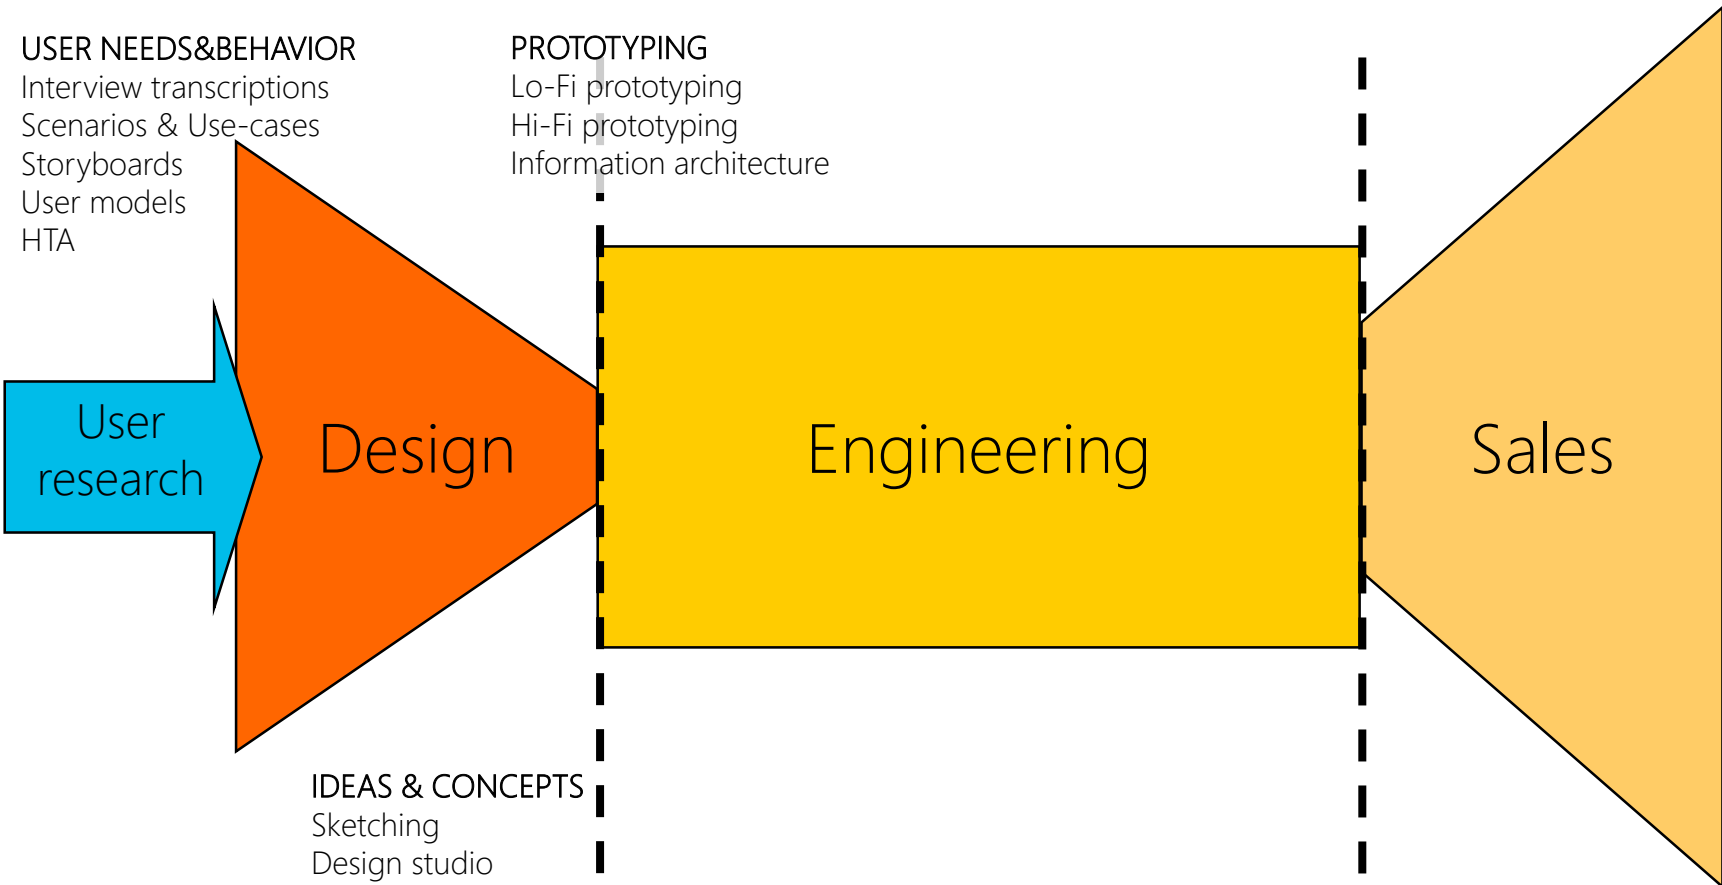 USER NEEDS&BEHAVIOR
Interview transcriptions
Scenarios & Use-cases
Storyboards
User models
HTA
PROTOTYPING
Lo-Fi prototyping
Hi-Fi prototyping
Information architecture
User
research
Design
Engineering
Sales
IDEAS & CONCEPTS
Sketching
Design studio